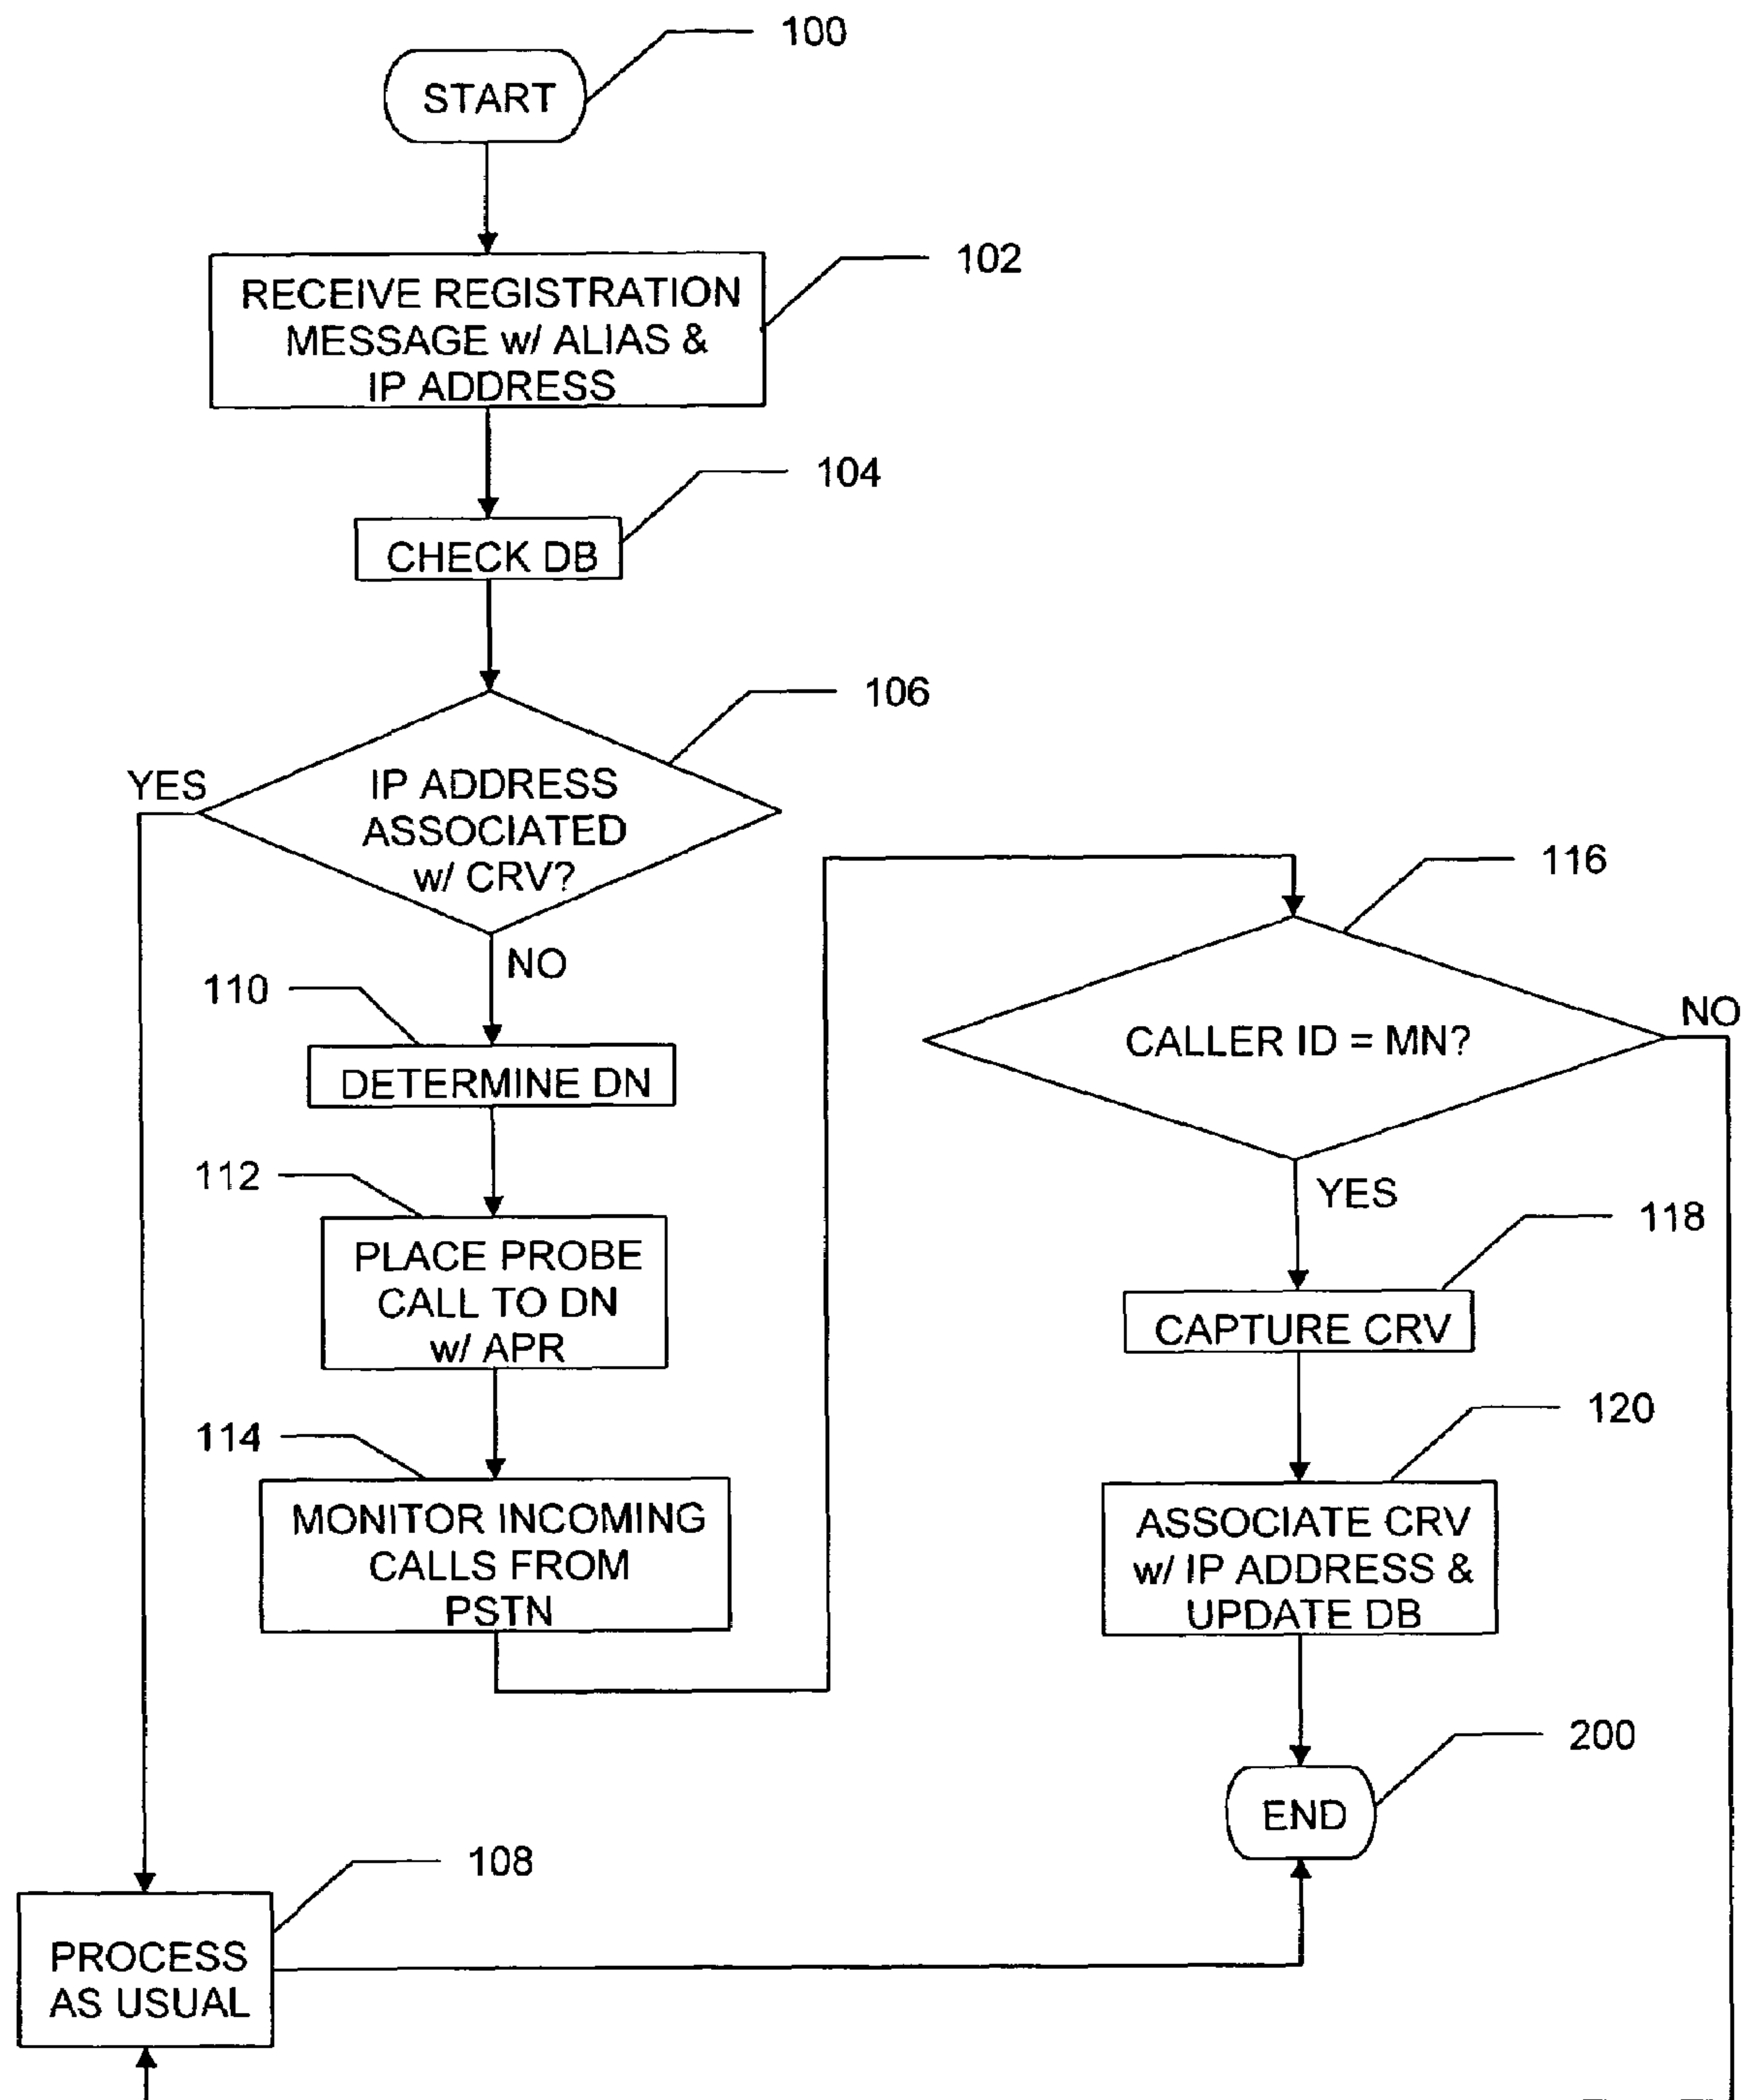 100
START
102
RECEIVE REGISTRATION
MESSAGE w/ ALIAS &
IP ADDRESS
104
CHECK DB
106
YES
IP ADDRESS
ASSOCIATED
w/ CRV?
NO
110
DETERMINE DN
112
PLACE PROBE
CALL TO DN
w/ APR
114
MONITOR INCOMING
CALLS FROM
PSTN
116
CALLER ID = MN?
NO
YES
118
CAPTURE CRV
120
ASSOCIATE CRV
w/ IP ADDRESS &
UPDATE DB
200
END
108
PROCESS
AS USUAL